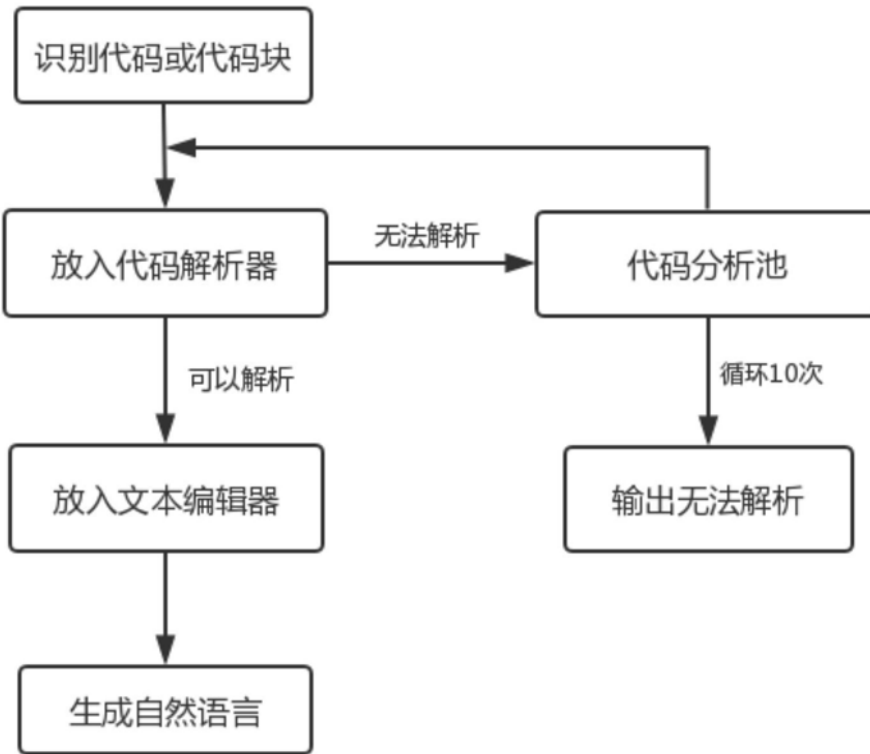 识别代码或代码块
无法解析
放入代码解析器
代码分析池
可以解析
循环10次
放入文本编辑器
输出无法解析
生成自然语言